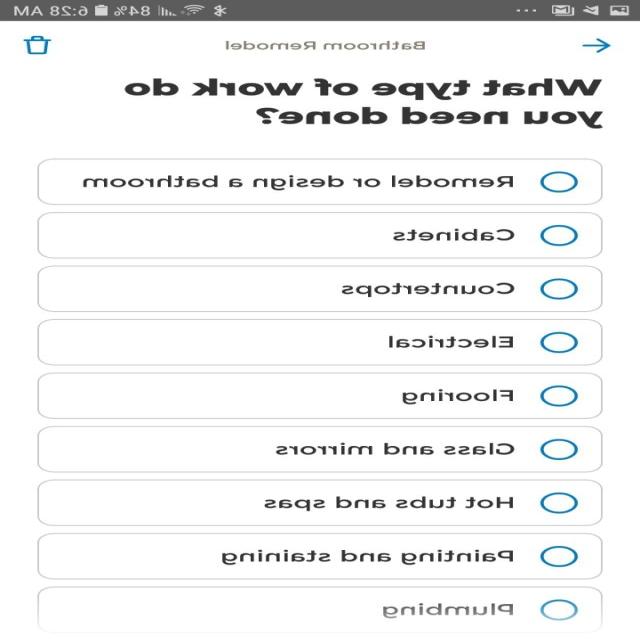 6:28 AM 84%
Bathroom Remodel
What type of work do
you need done?
Remodel or design a bathroom
Cabinets
Countertops
Electrical
Flooring
Glass and mirrors
Hot tubs and spas
Painting and staining
Plumbing